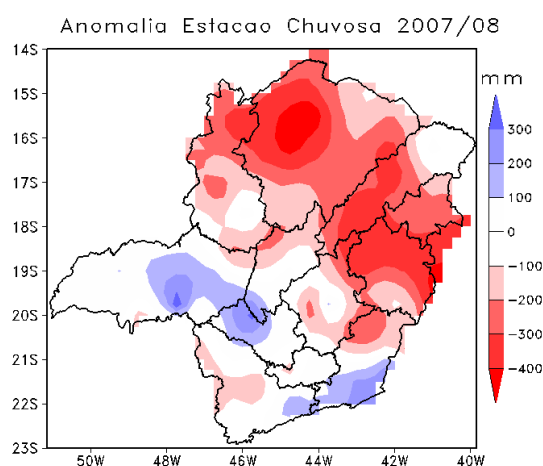 Anomalia Estacao Chuvosa 2007/08
14S
15S
16S
17S
18S
19S
20S
21S
22S
23S
50W
48W
46W
44W
42W
40W
mm
300
200
100
0
−100
−200
−300
−400